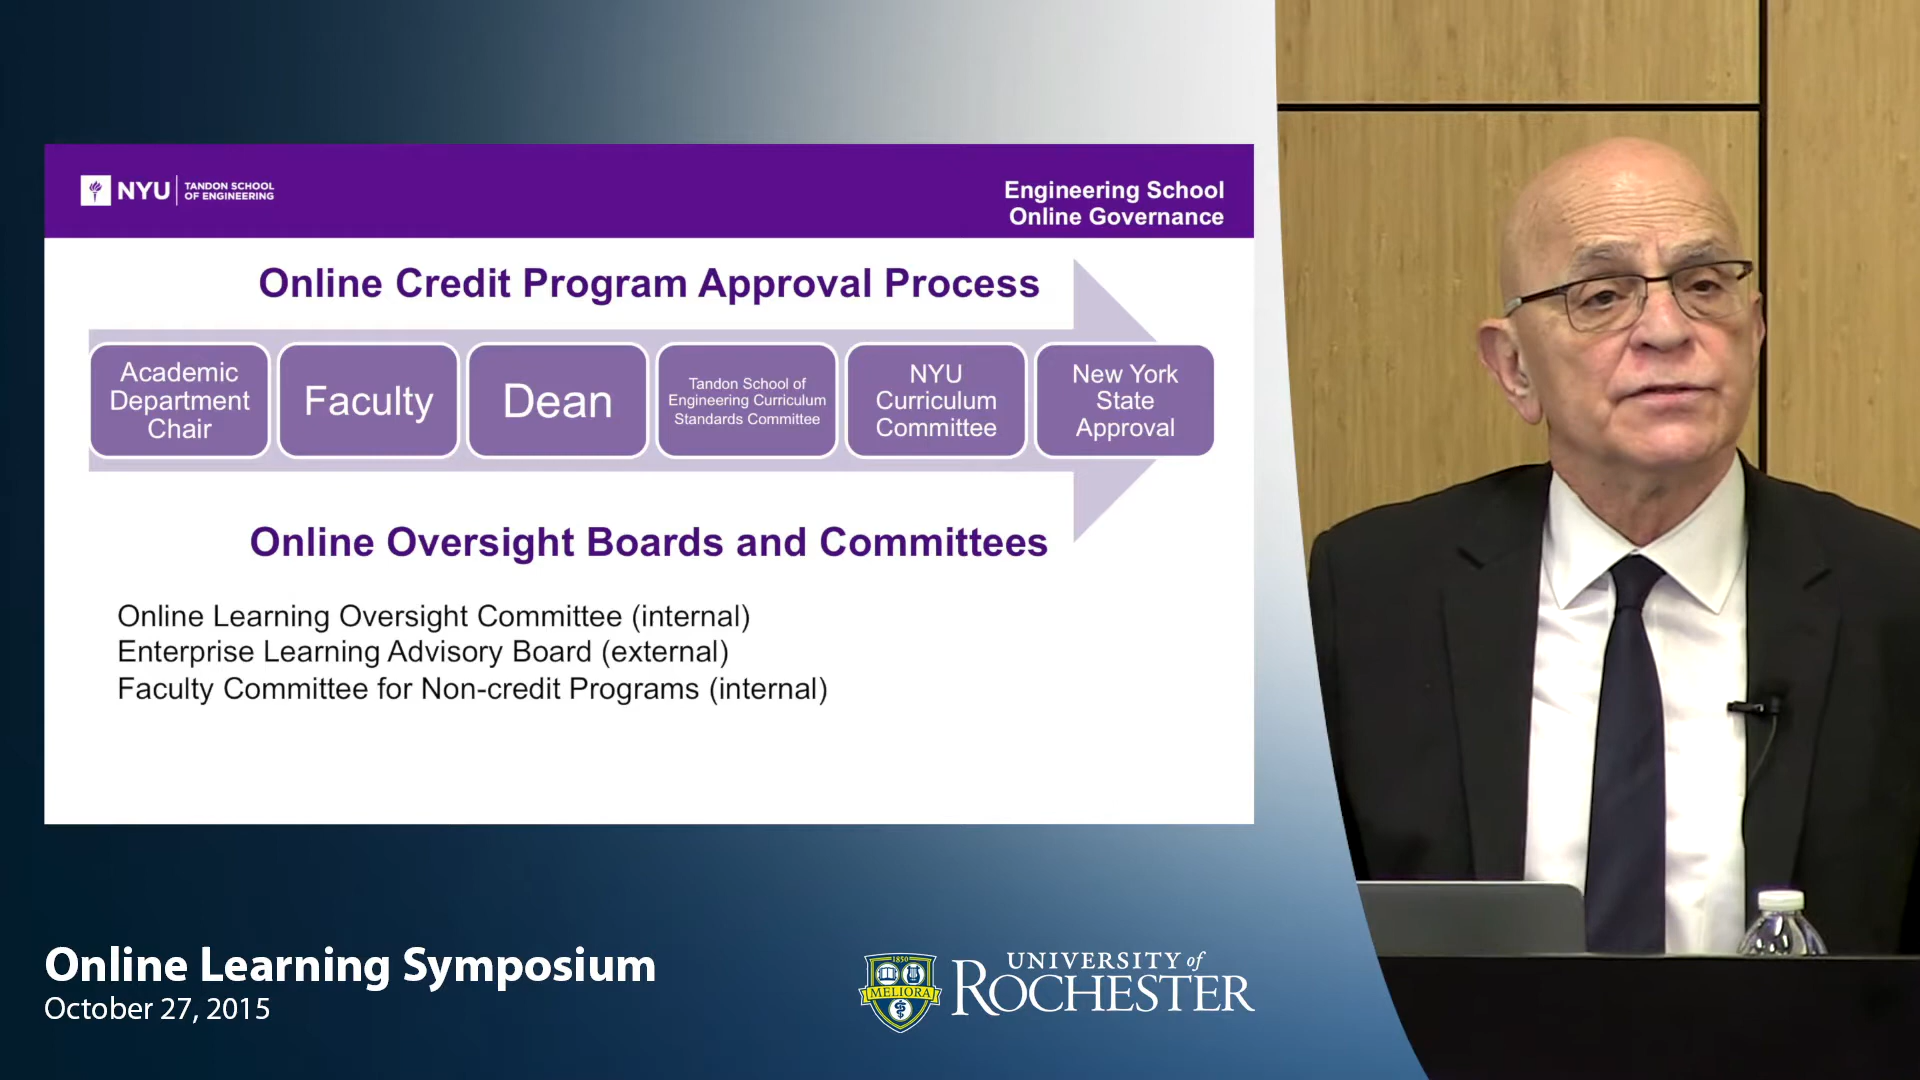 NYU
TANDON SCHOOL
OF ENGINEERING
Engineering School
Online Governance
Online Credit Program Approval Process
Academic
Department
Chair
Faculty
Dean
Tandon School of
Engineering Curriculum
Standards Committee
NYU
Curriculum
Committee
New York
State
Approval
Online Oversight Boards and Committees
Online Learning Oversight Committee (internal)
Enterprise Learning Advisory Board (external)
Faculty Committee for Non-credit Programs (internal)
Online Learning Symposium
October 27, 2015
1850
MELIORA
UNIVERSITY of
ROCHESTER